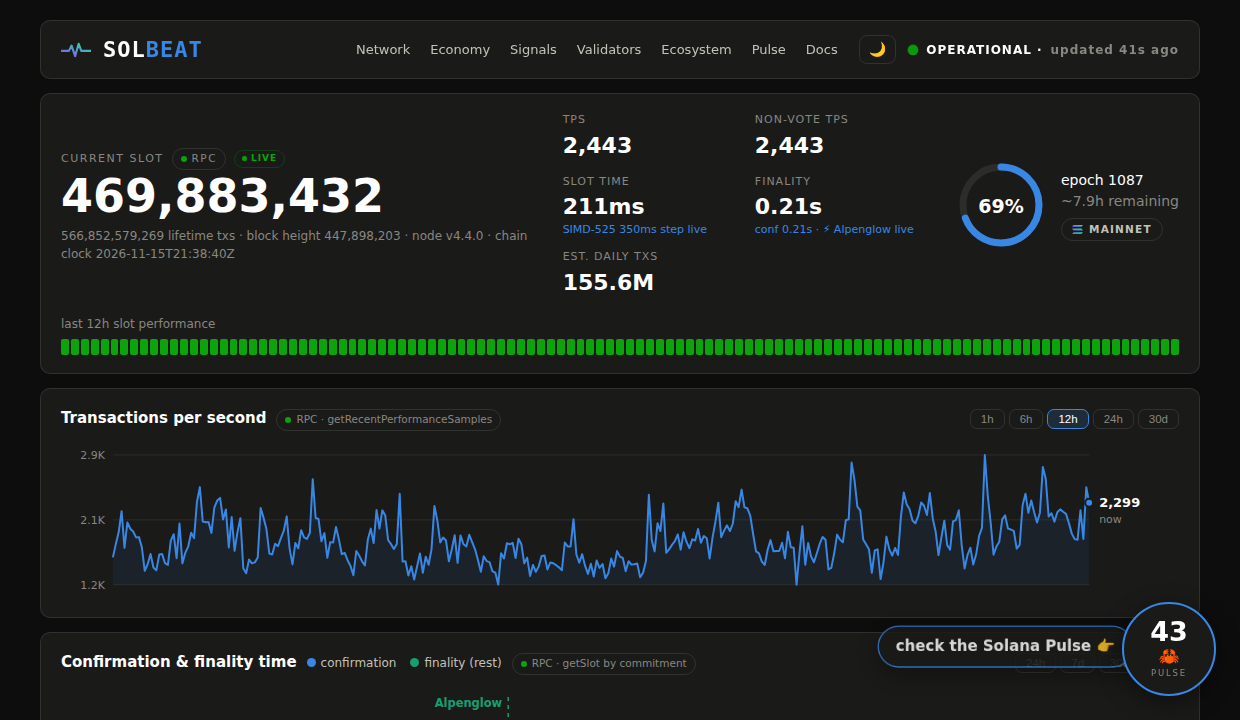 SOLBEAT
Network Economy Signals Validators Ecosystem Pulse Docs
OPERATIONAL · updated 41s ago
CURRENT SLOT RPC LIVE
469,883,432
566,852,579,269 lifetime txs · block height 447,898,203 · node v4.4.0 · chain
clock 2026-11-15T21:38:40Z
TPS
2,443
NON-VOTE TPS
2,443
SLOT TIME
211ms
SIMD-525 350ms step live
FINALITY
0.21s
conf 0.21s · ⚡ Alpenglow live
EST. DAILY TXS
155.6M
69%
epoch 1087
~7.9h remaining
MAINNET
last 12h slot performance
Transactions per second RPC · getRecentPerformanceSamples
1h 6h 12h 24h 30d
2.9K
2.1K
1.2K
2,299
now
Confirmation & finality time confirmation finality (rest) RPC · getSlot by commitment
24h 7d
Alpenglow
check the Solana Pulse 👉
43
PULSE